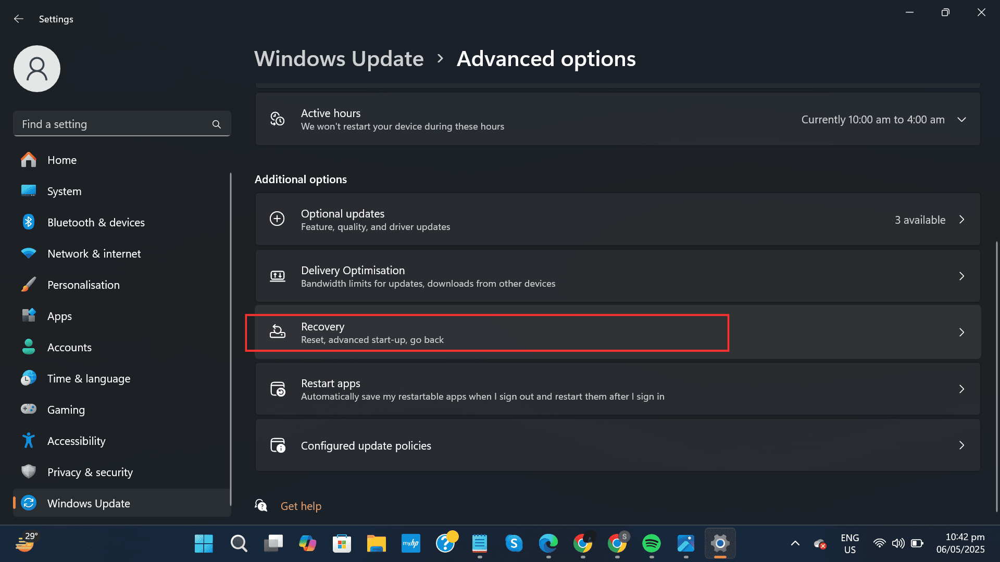 Settings
Windows Update > Advanced options
Find a setting
Home
System
Bluetooth & devices
Network & internet
Personalisation
Apps
Accounts
Time & language
Gaming
Accessibility
Privacy & security
Windows Update
Active hours
We won't restart your device during these hours
Currently 10:00 am to 4:00 am
Additional options
Optional updates
Feature, quality, and driver updates
3 available
Delivery Optimisation
Bandwidth limits for updates, downloads from other devices
Recovery
Reset, advanced start-up, go back
Restart apps
Automatically save my restartable apps when I sign out and restart them after I sign in
Configured update policies
Get help
29°
myhp
S
S
ENG
US
10:42 pm
06/05/2025